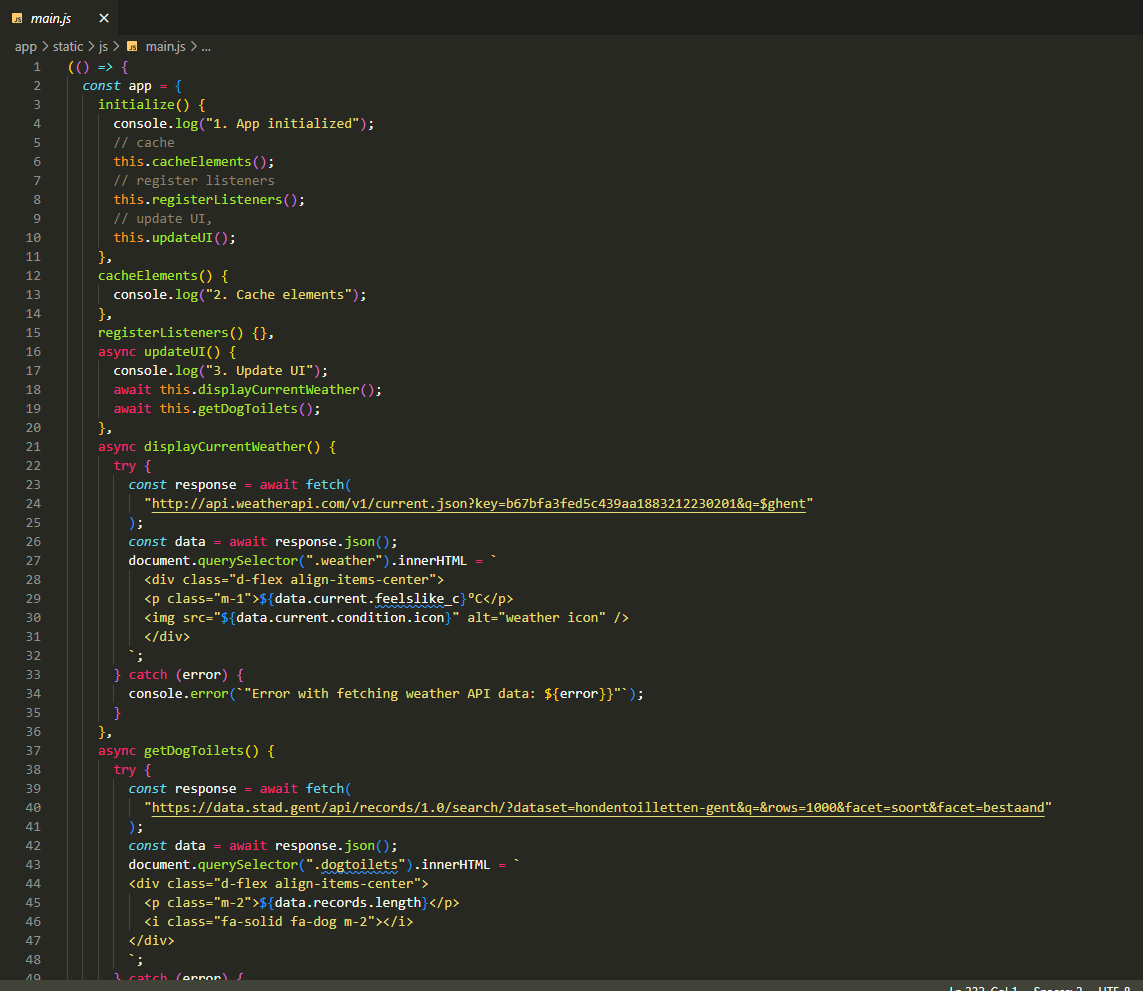 JS main.js ×
app > static > js > JS main.js > ...
1 (() => {
2 const app = {
3 initialize() {
4 console.log("1. App initialized");
5 // cache
6 this.cacheElements();
7 // register listeners
8 this.registerListeners();
9 // update UI,
10 this.updateUI();
11 },
12 cacheElements() {
13 console.log("2. Cache elements");
14 },
15 registerListeners() {},
16 async updateUI() {
17 console.log("3. Update UI");
18 await this.displayCurrentWeather();
19 await this.getDogToilets();
20 },
21 async displayCurrentWeather() {
22 try {
23 const response = await fetch(
24 "http://api.weatherapi.com/v1/current.json?key=b67bfa3fed5c439aa1883212230201&q=$ghent"
25 );
26 const data = await response.json();
27 document.querySelector(".weather").innerHTML = `
28 <div class="d-flex align-items-center">
29 <p class="m-1">${data.current.feelslike_c}°C</p>
30 <img src="${data.current.condition.icon}" alt="weather icon" />
31 </div>
32 `;
33 } catch (error) {
34 console.error(`"Error with fetching weather API data: ${error}}"`);
35 }
36 },
37 async getDogToilets() {
38 try {
39 const response = await fetch(
40 "https://data.stad.gent/api/records/1.0/search/?dataset=hondentoilletten-gent&q=&rows=1000&facet=soort&facet=bestaand"
41 );
42 const data = await response.json();
43 document.querySelector(".dogtoilets").innerHTML = `
44 <div class="d-flex align-items-center">
45 <p class="m-2">${data.records.length}</p>
46 <i class="fa-solid fa-dog m-2"></i>
47 </div>
48 `;
49 } catch (error) {